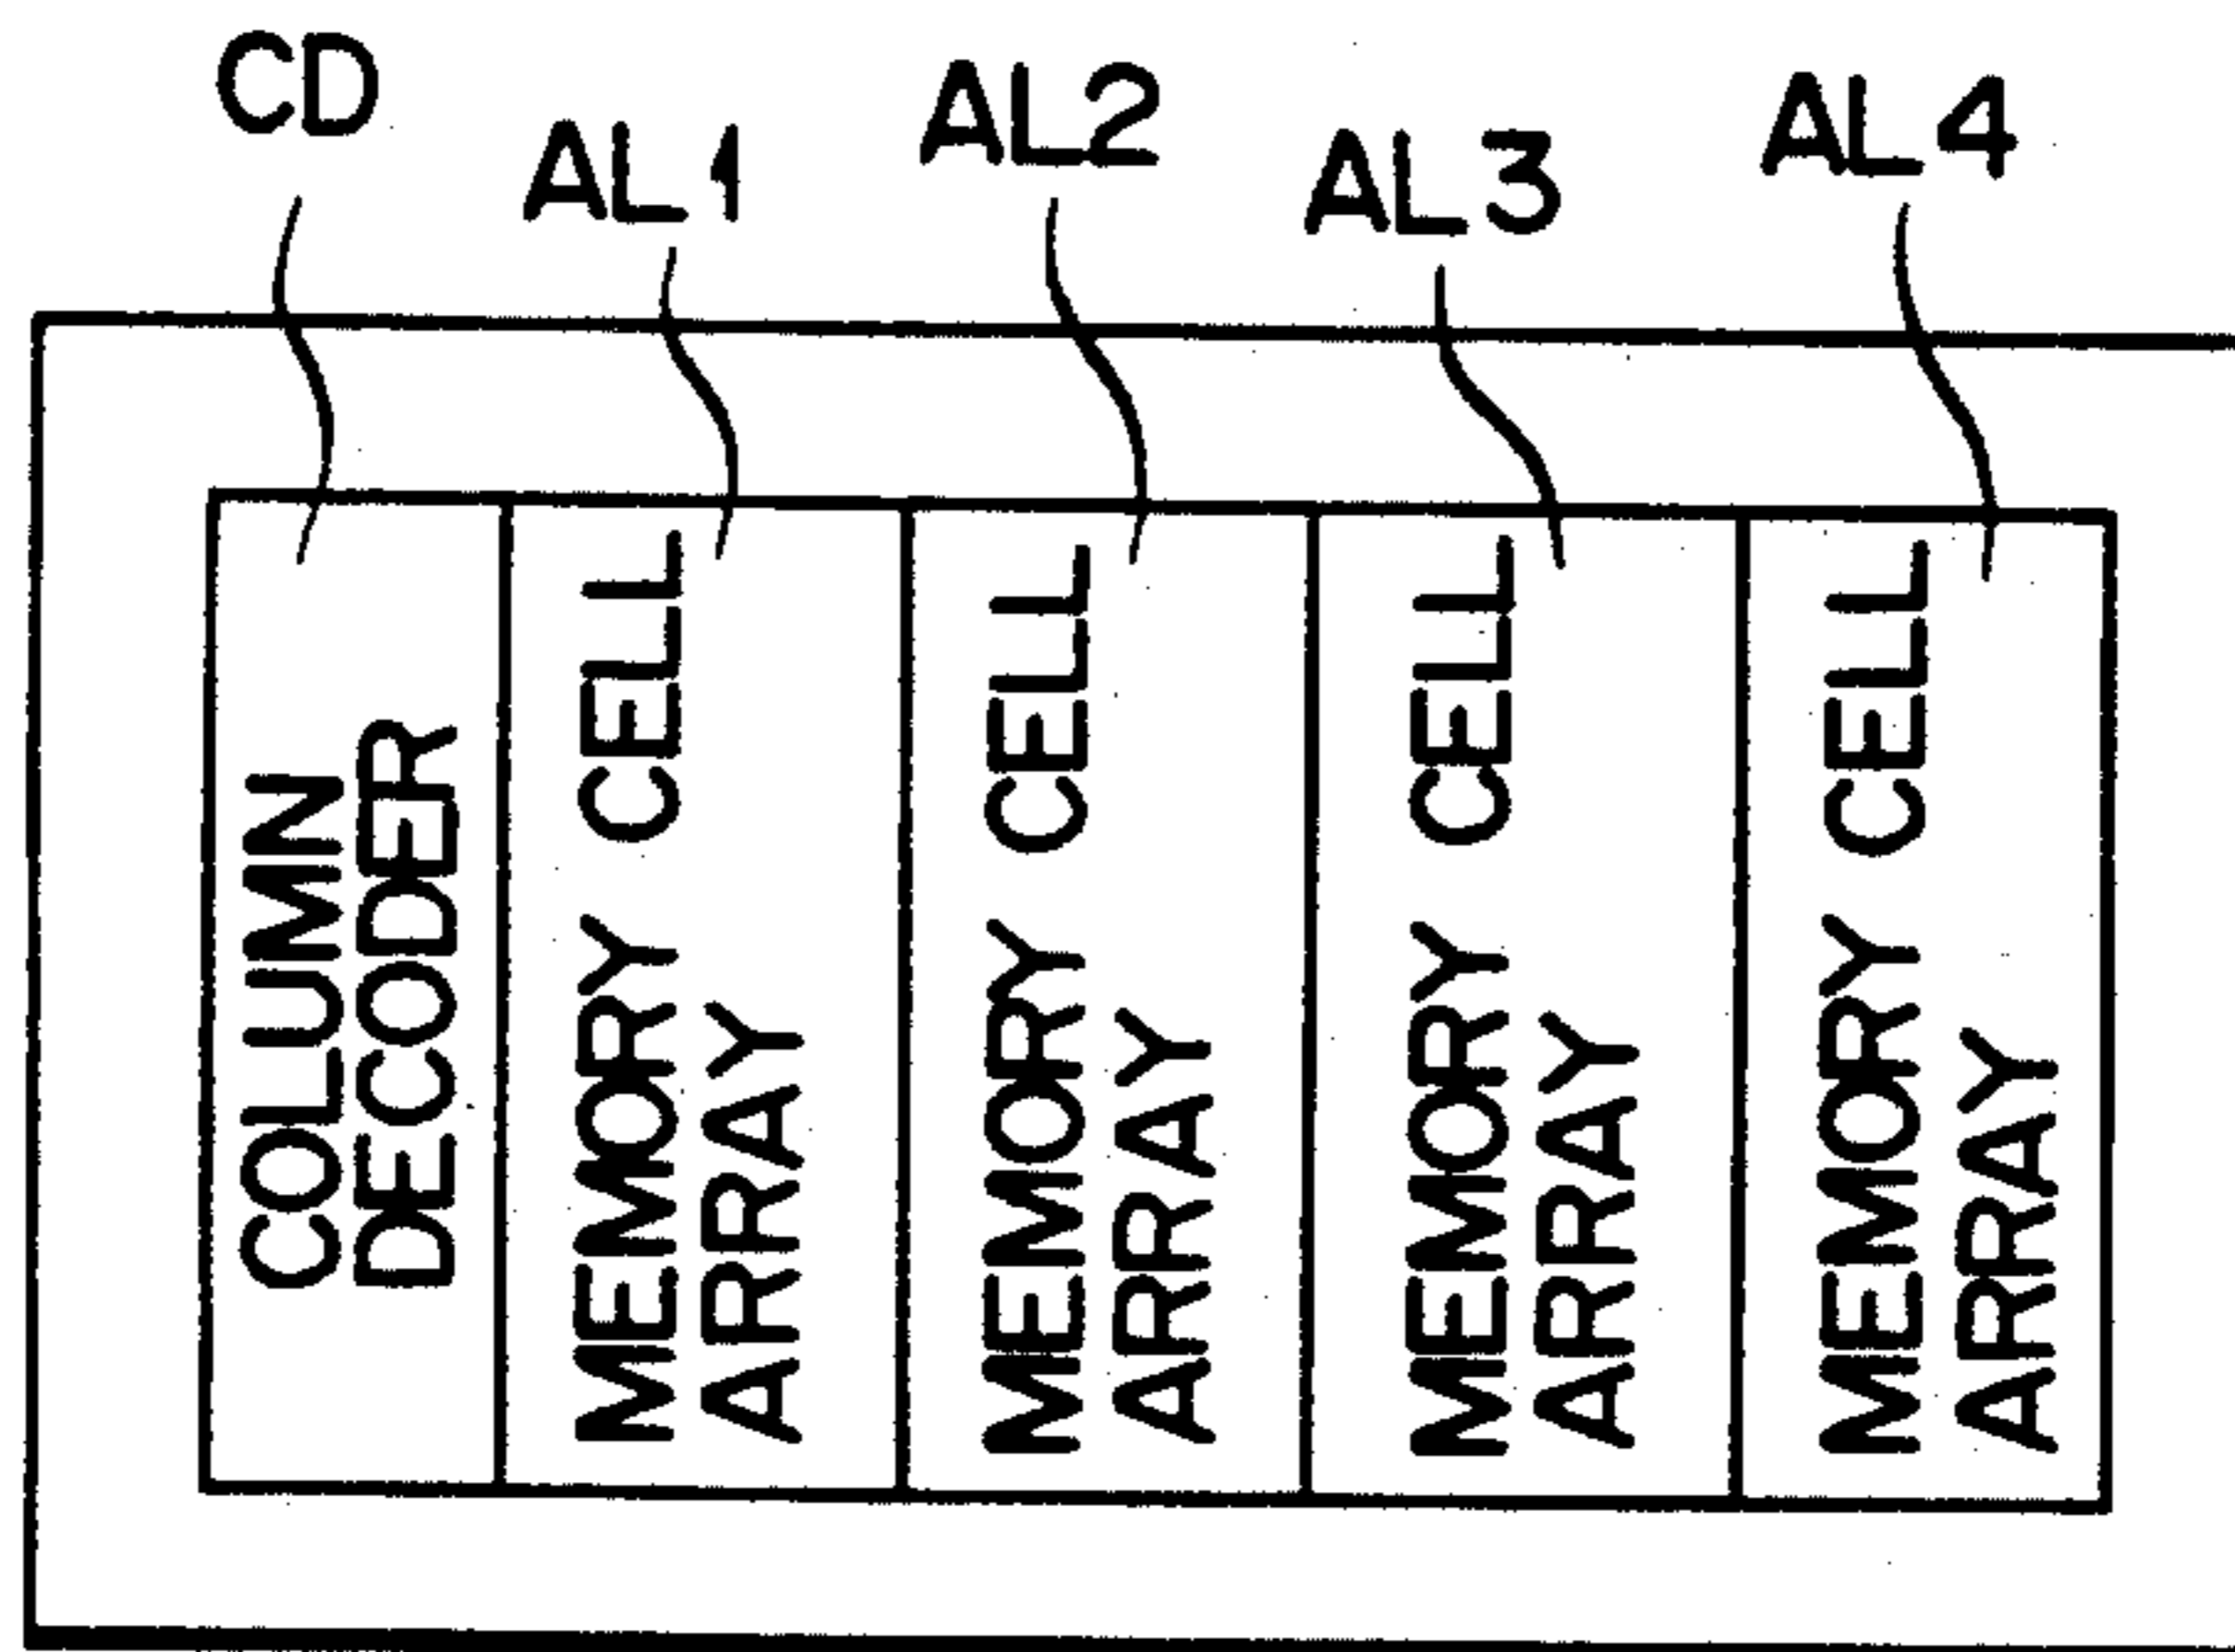 CD
AL1
AL2
AL3
AL4
COLUMN
DECODER
MEMORY CELL
ARRAY
MEMORY CELL
ARRAY
MEMORY CELL
ARRAY
MEMORY CELL
ARRAY